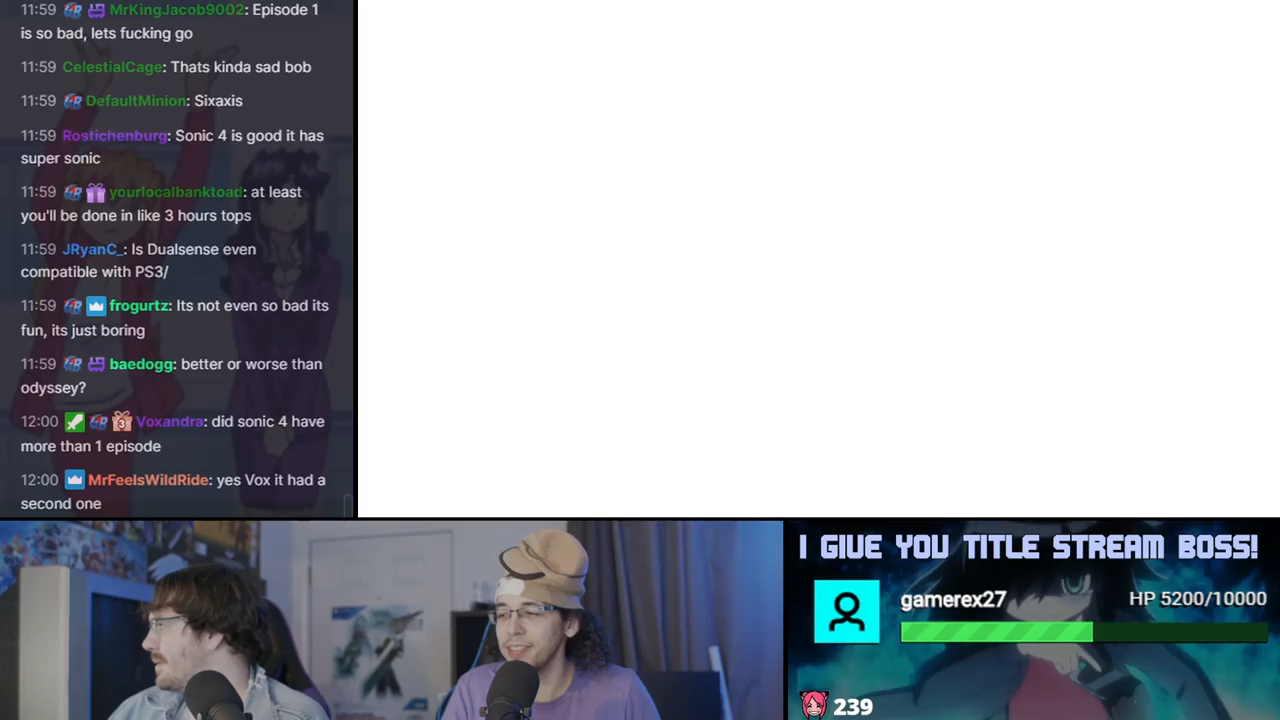 11:59 MrKingJacob9002: Episode 1
is so bad, lets fucking go
11:59 CelestialCage: Thats kinda sad bob
11:59 DefaultMinion: Sixaxis
11:59 Rostichenburg: Sonic 4 is good it has
super sonic
11:59 yourlocalbanktoad: at least
you'll be done in like 3 hours tops
11:59 JRyanC_: Is Dualsense even
compatible with PS3/
11:59 frogurtz: Its not even so bad its
fun, its just boring
11:59 baedogg: better or worse than
odyssey?
12:00 3 Voxandra: did sonic 4 have
more than 1 episode
12:00 MrFeelsWildRide: yes Vox it had a
second one
I GIVE YOU TITLE STREAM BOSS!
gamerex27 HP 5200/10000
239